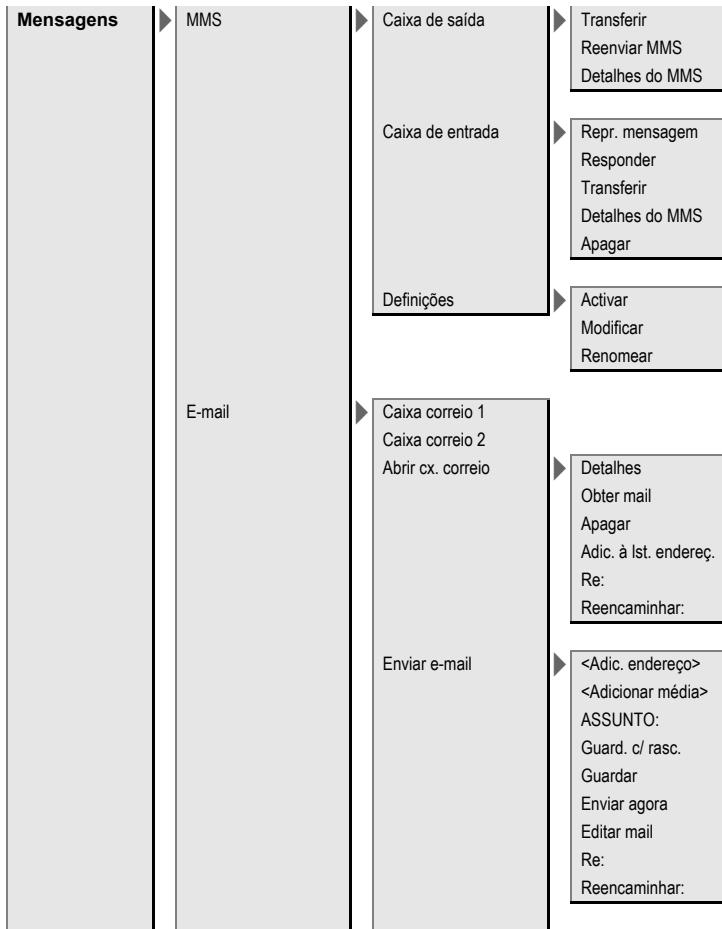 Mensagens
MMS
Caixa de saída
Transferir
Reenviar MMS
Detalhes do MMS
Caixa de entrada
Repr. mensagem
Responder
Transferir
Detalhes do MMS
Apagar
Definições
Activar
Modificar
Renomear
E-mail
Caixa correio 1
Caixa correio 2
Abrir cx. correio
Detalhes
Obter mail
Apagar
Adic. à lst. endereç.
Re:
Reencaminhar:
Enviar e-mail
<Adic. endereço>
<Adicionar média>
ASSUNTO:
Guard. c/ rasc.
Guardar
Enviar agora
Editar mail
Re:
Reencaminhar: